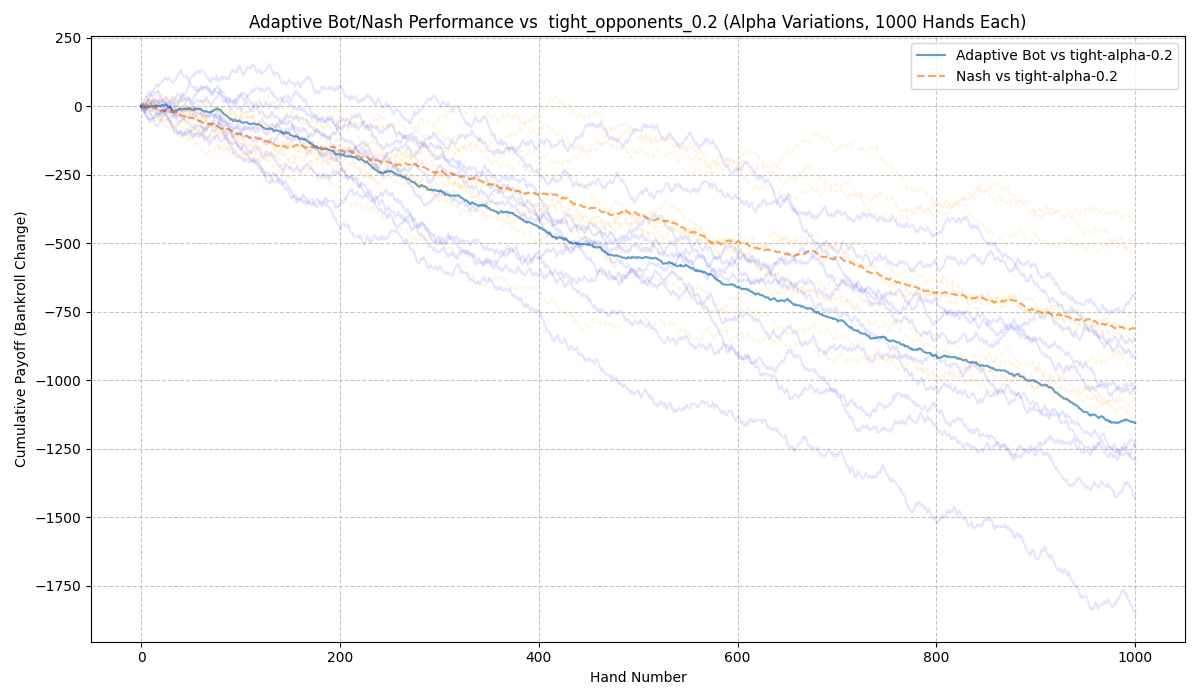 Adaptive Bot/Nash Performance vs  tight_opponents_0.2 (Alpha Variations, 1000 Hands Each)
Adaptive Bot vs tight-alpha-0.2
Nash vs tight-alpha-0.2
Cumulative Payoff (Bankroll Change)
250
0
−250
−500
−750
−1000
−1250
−1500
−1750
0 200 400 600 800 1000
Hand Number